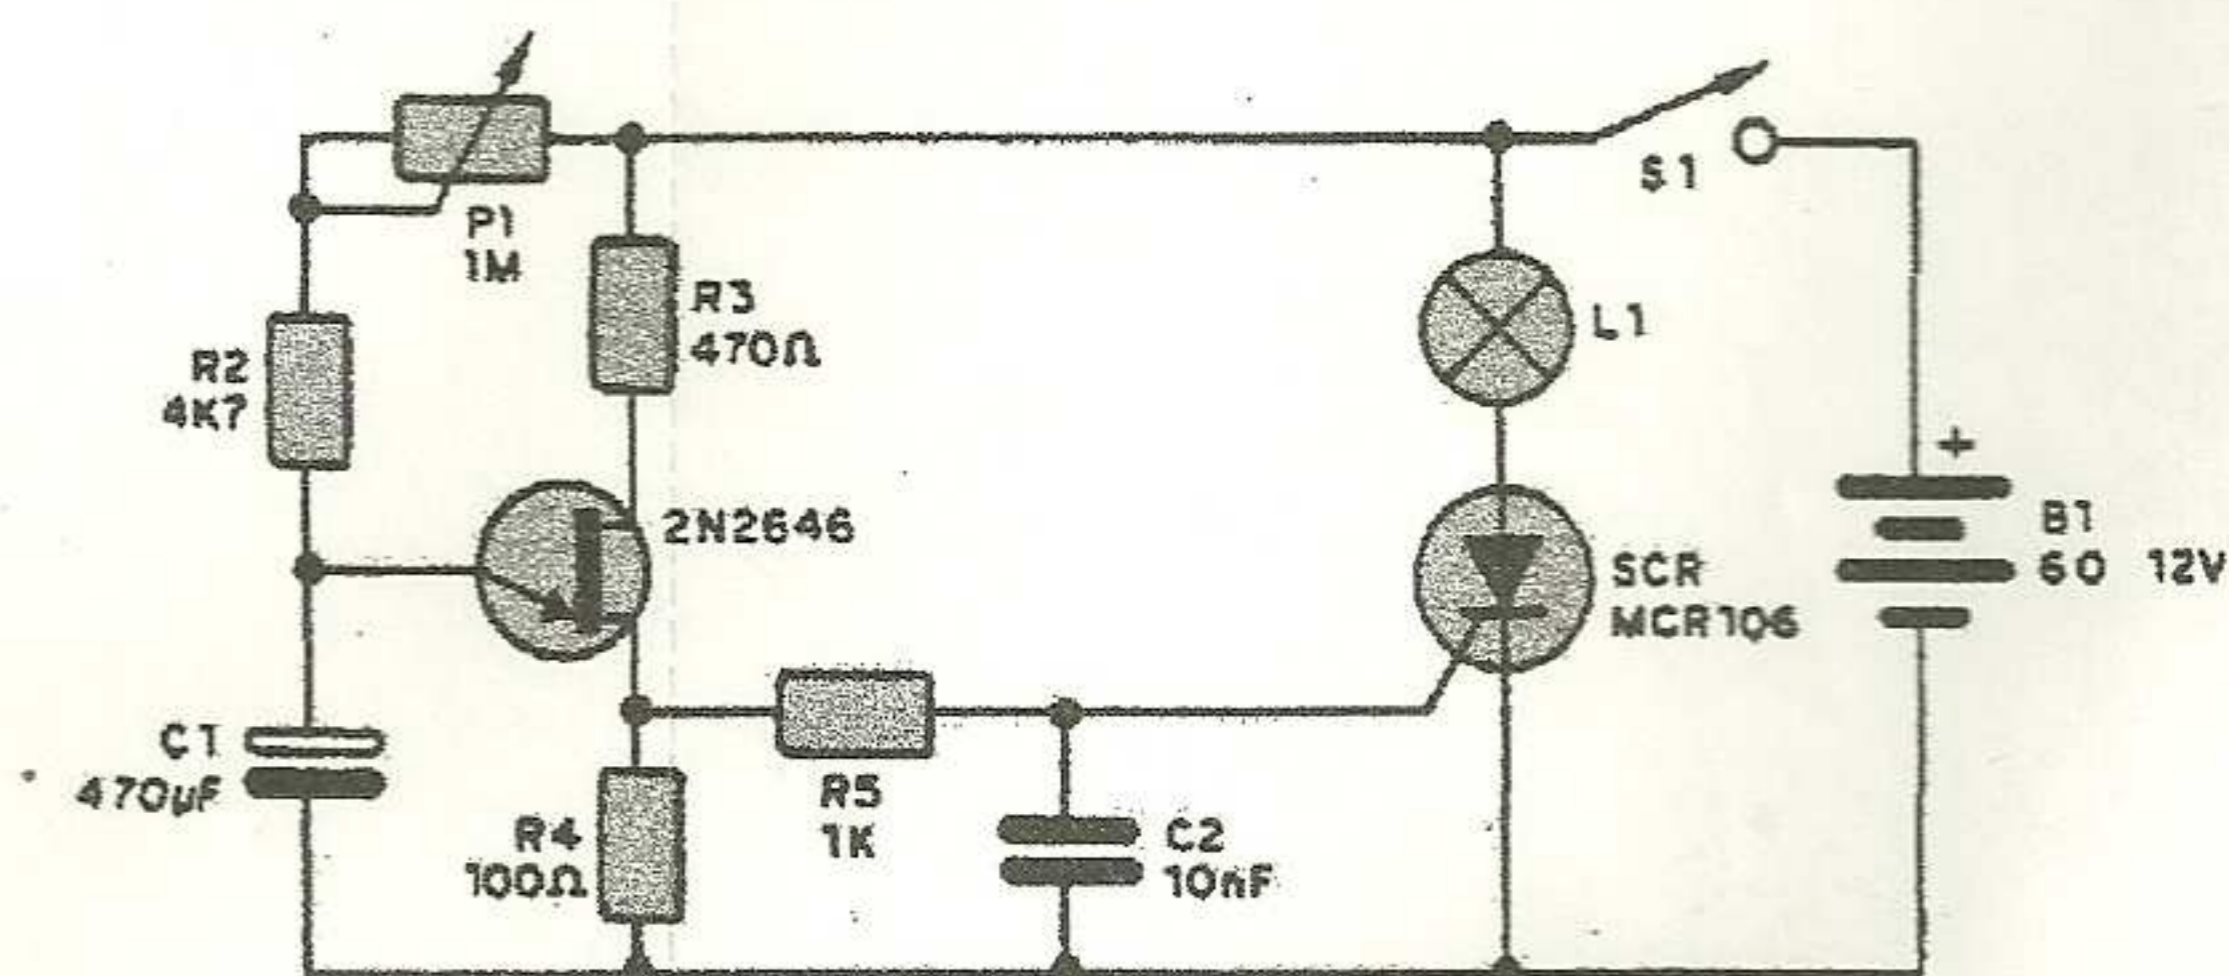 P1
1M
S1
R3
470Ω
L1
R2
4K7
+
2N2646
B1
60 12V
SCR
MCR106
C1
470µF
R5
1K
R4
100Ω
C2
10nF